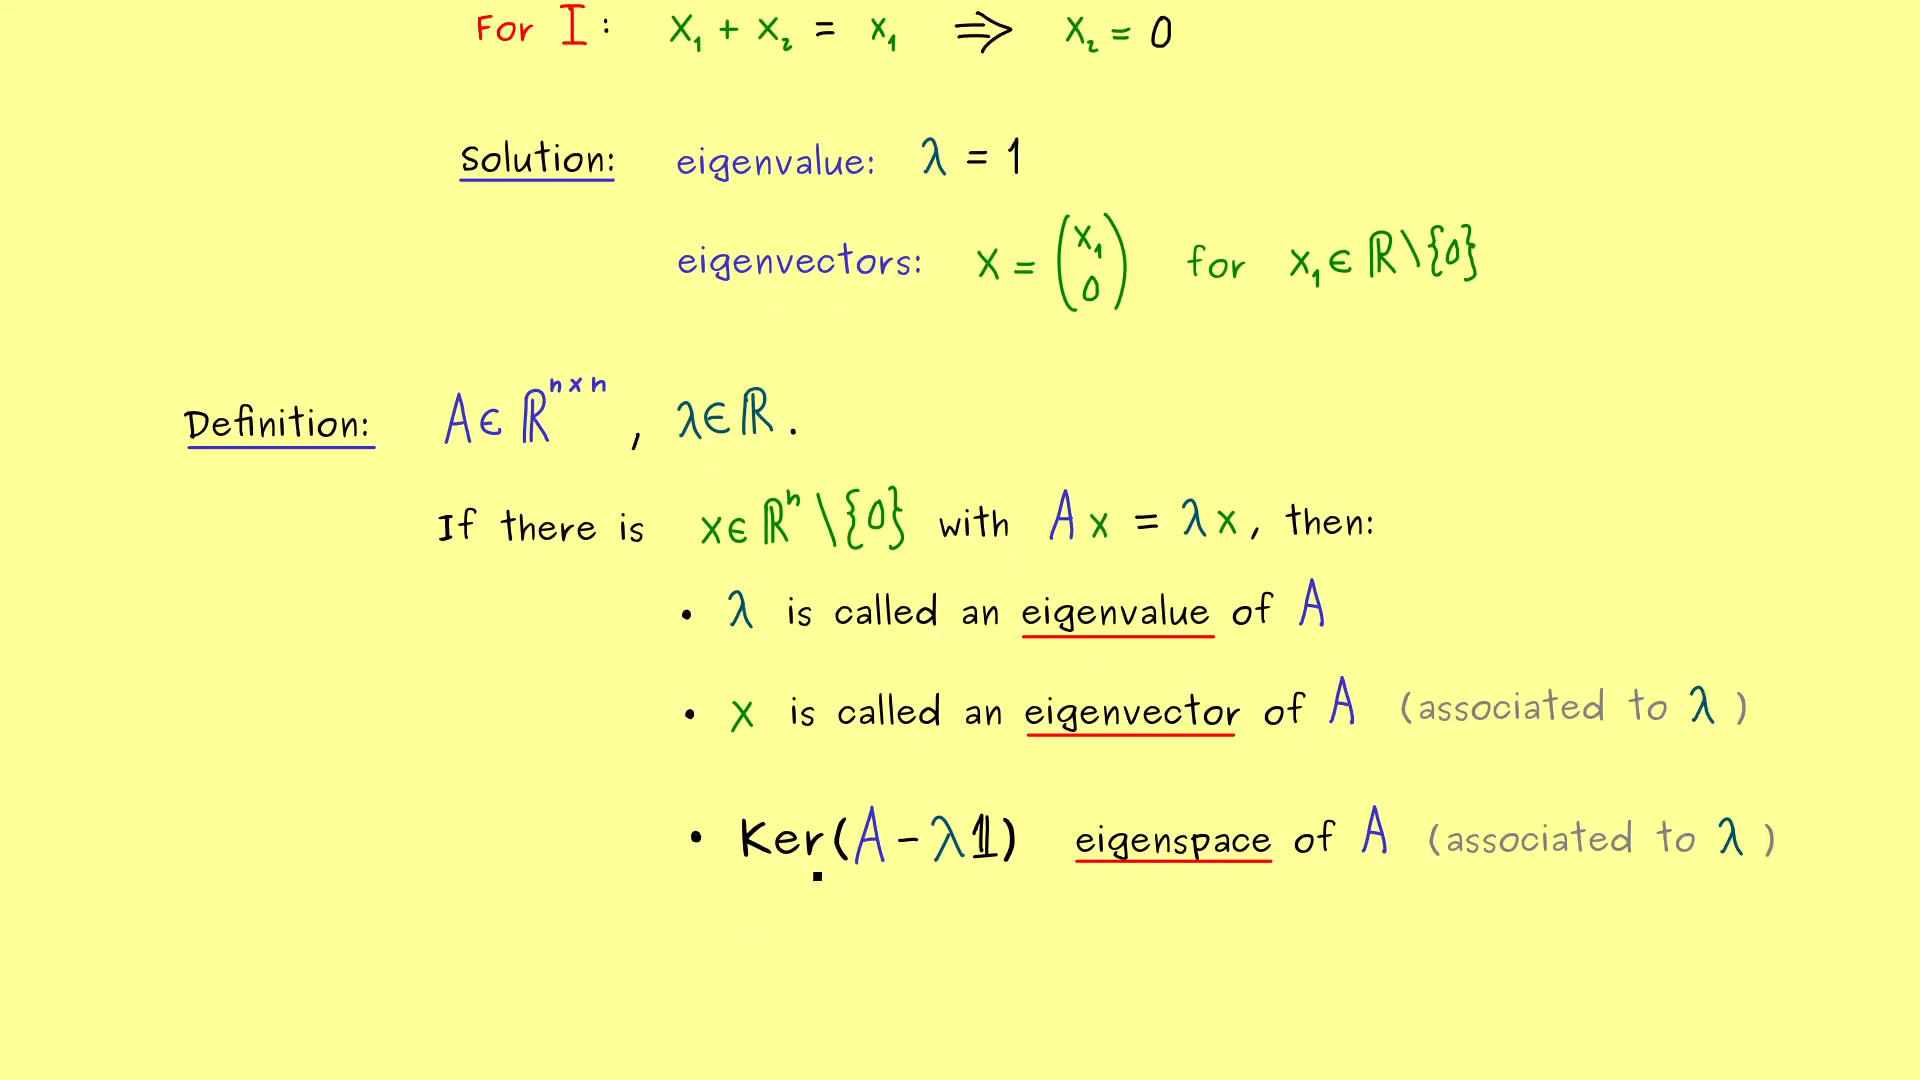 For I: x₁ + x₂ = x₁ ⇒ x₂ = 0
Solution: eigenvalue: λ = 1
eigenvectors: x = (x₁ 0) for x₁ ∈ ℝ\{0}
Definition: A ∈ ℝⁿˣⁿ , λ ∈ ℝ .
If there is x ∈ ℝⁿ\{0} with Ax = λx, then:
• λ is called an eigenvalue of A
• x is called an eigenvector of A (associated to λ)
• Ker(A - λ𝟙) eigenspace of A (associated to λ)